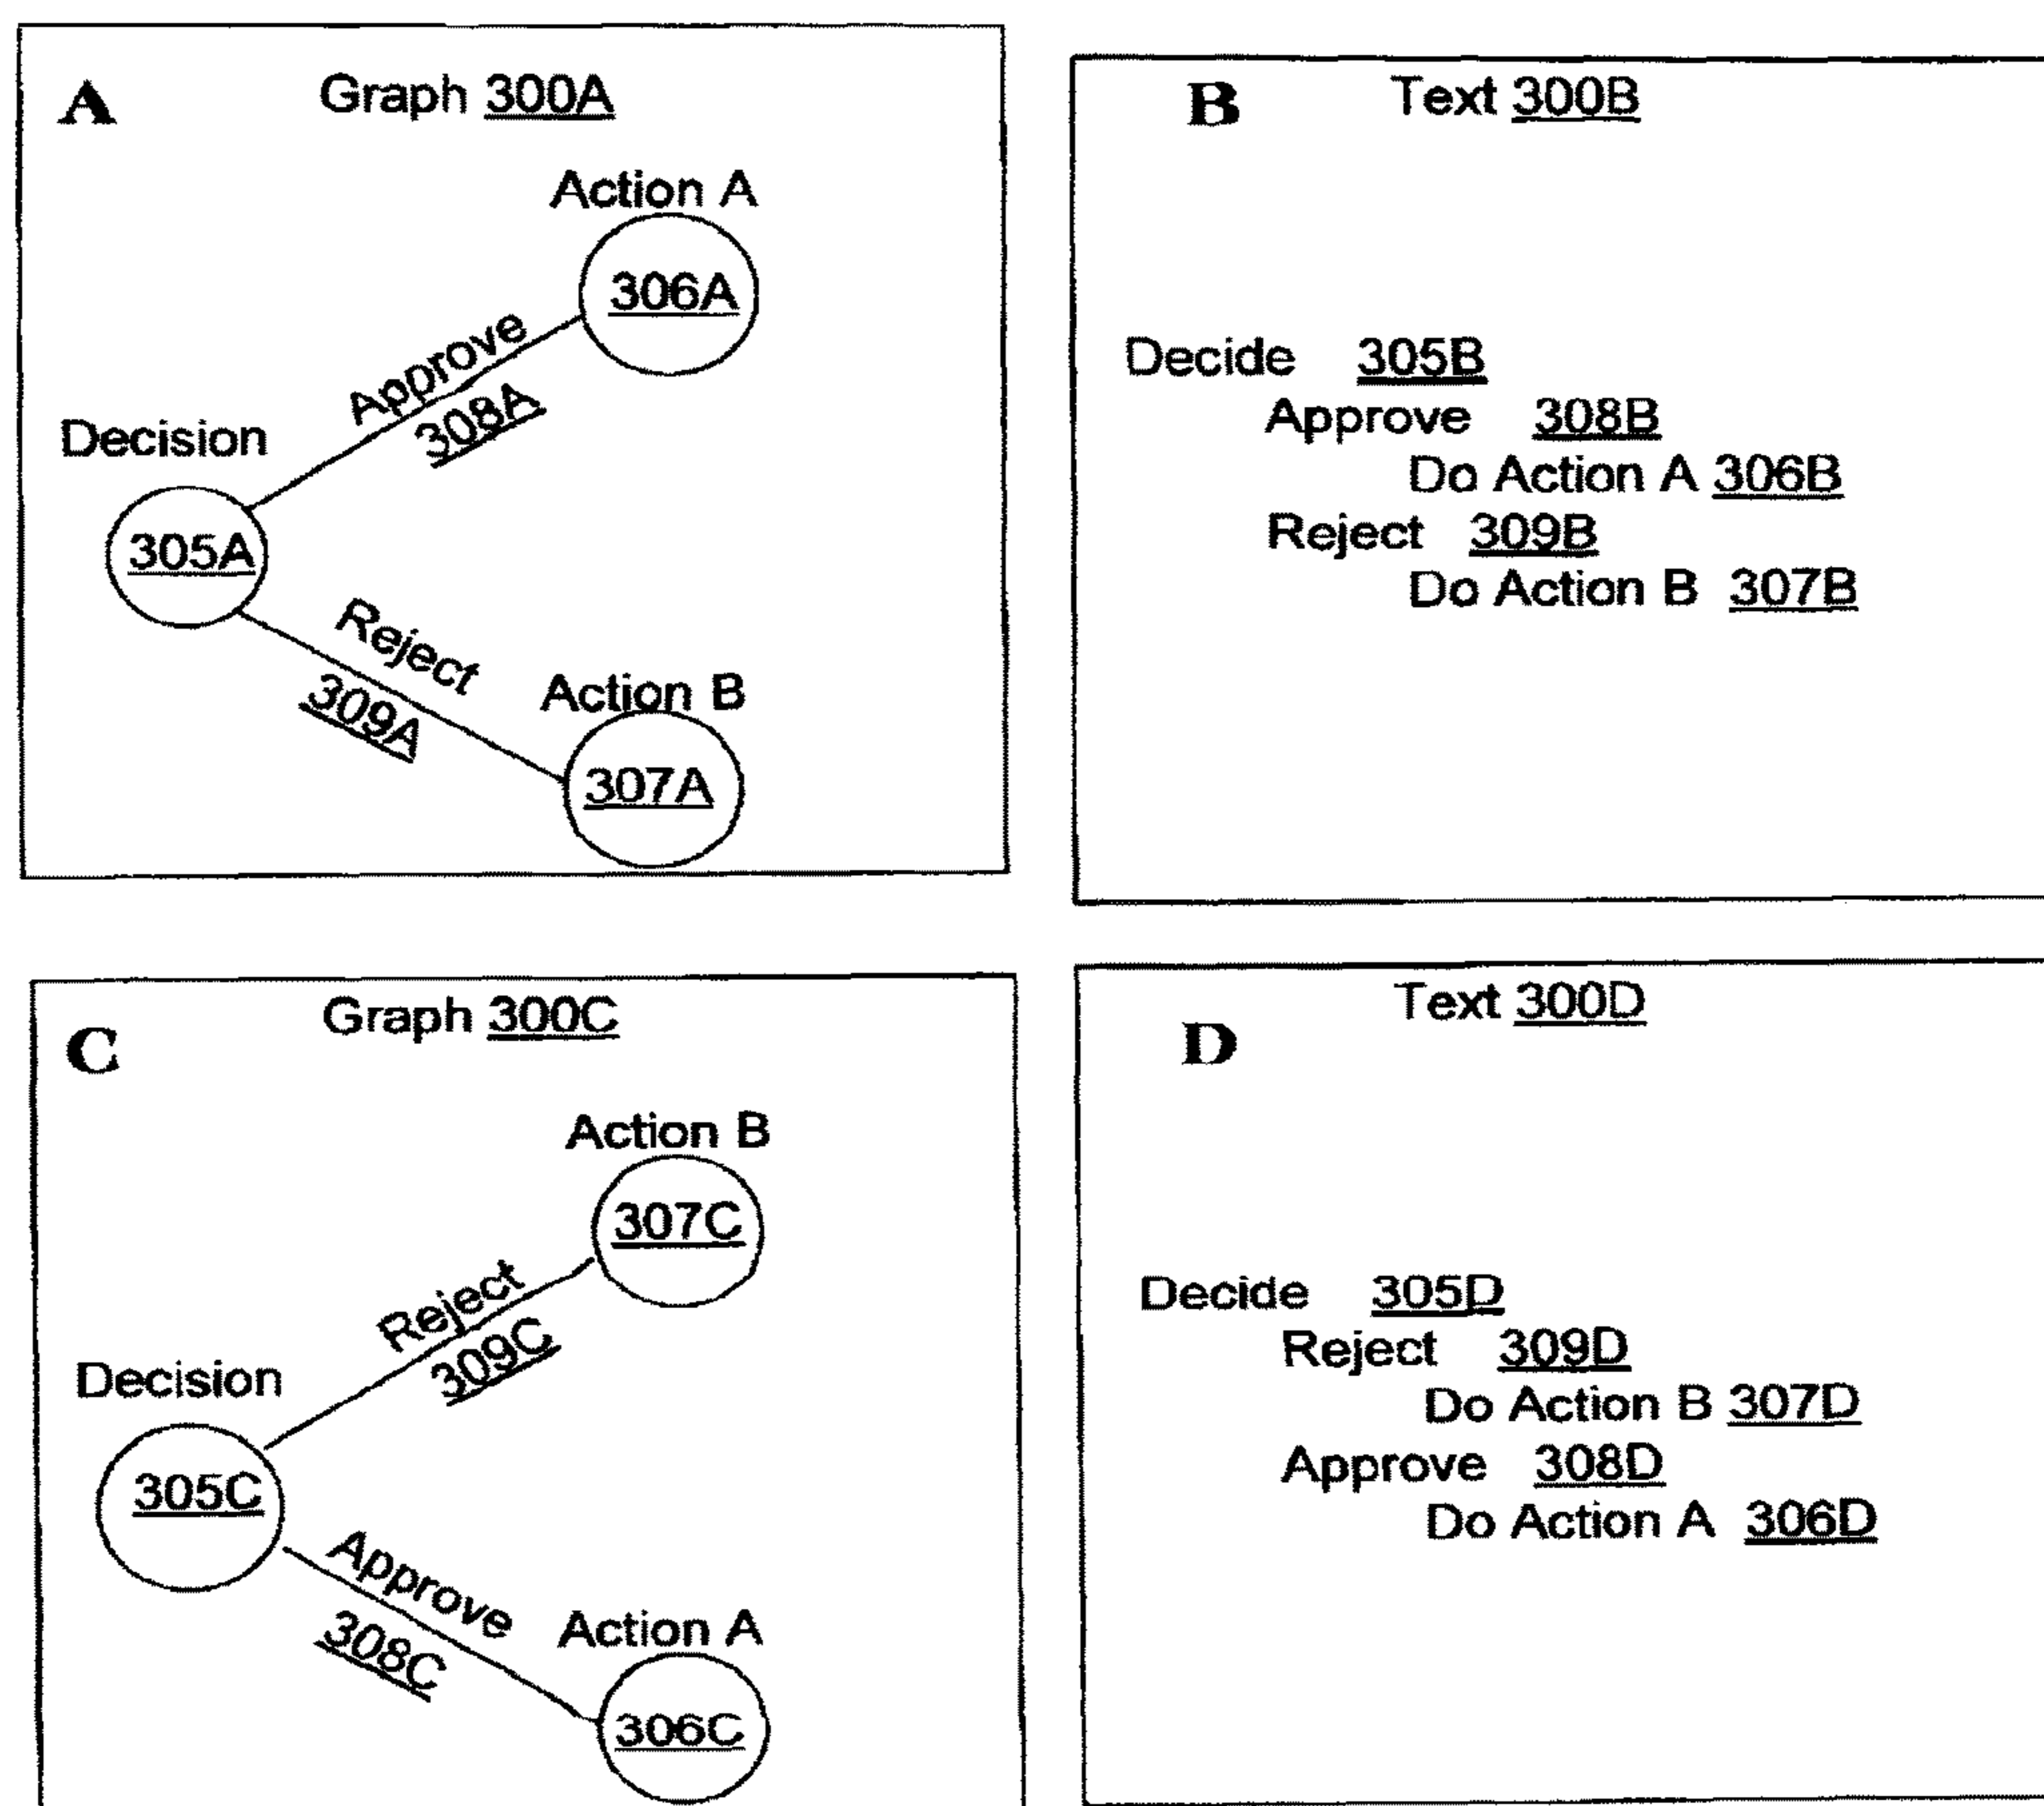 A
Graph 300A
Action A
306A
Approve
308A
Decision
305A
Reject
309A
Action B
307A
B
Text 300B
Decide 305B
Approve 308B
Do Action A 306B
Reject 309B
Do Action B 307B
C
Graph 300C
Action B
307C
Reject
309C
Decision
305C
Approve
308C
Action A
306C
D
Text 300D
Decide 305D
Reject 309D
Do Action B 307D
Approve 308D
Do Action A 306D